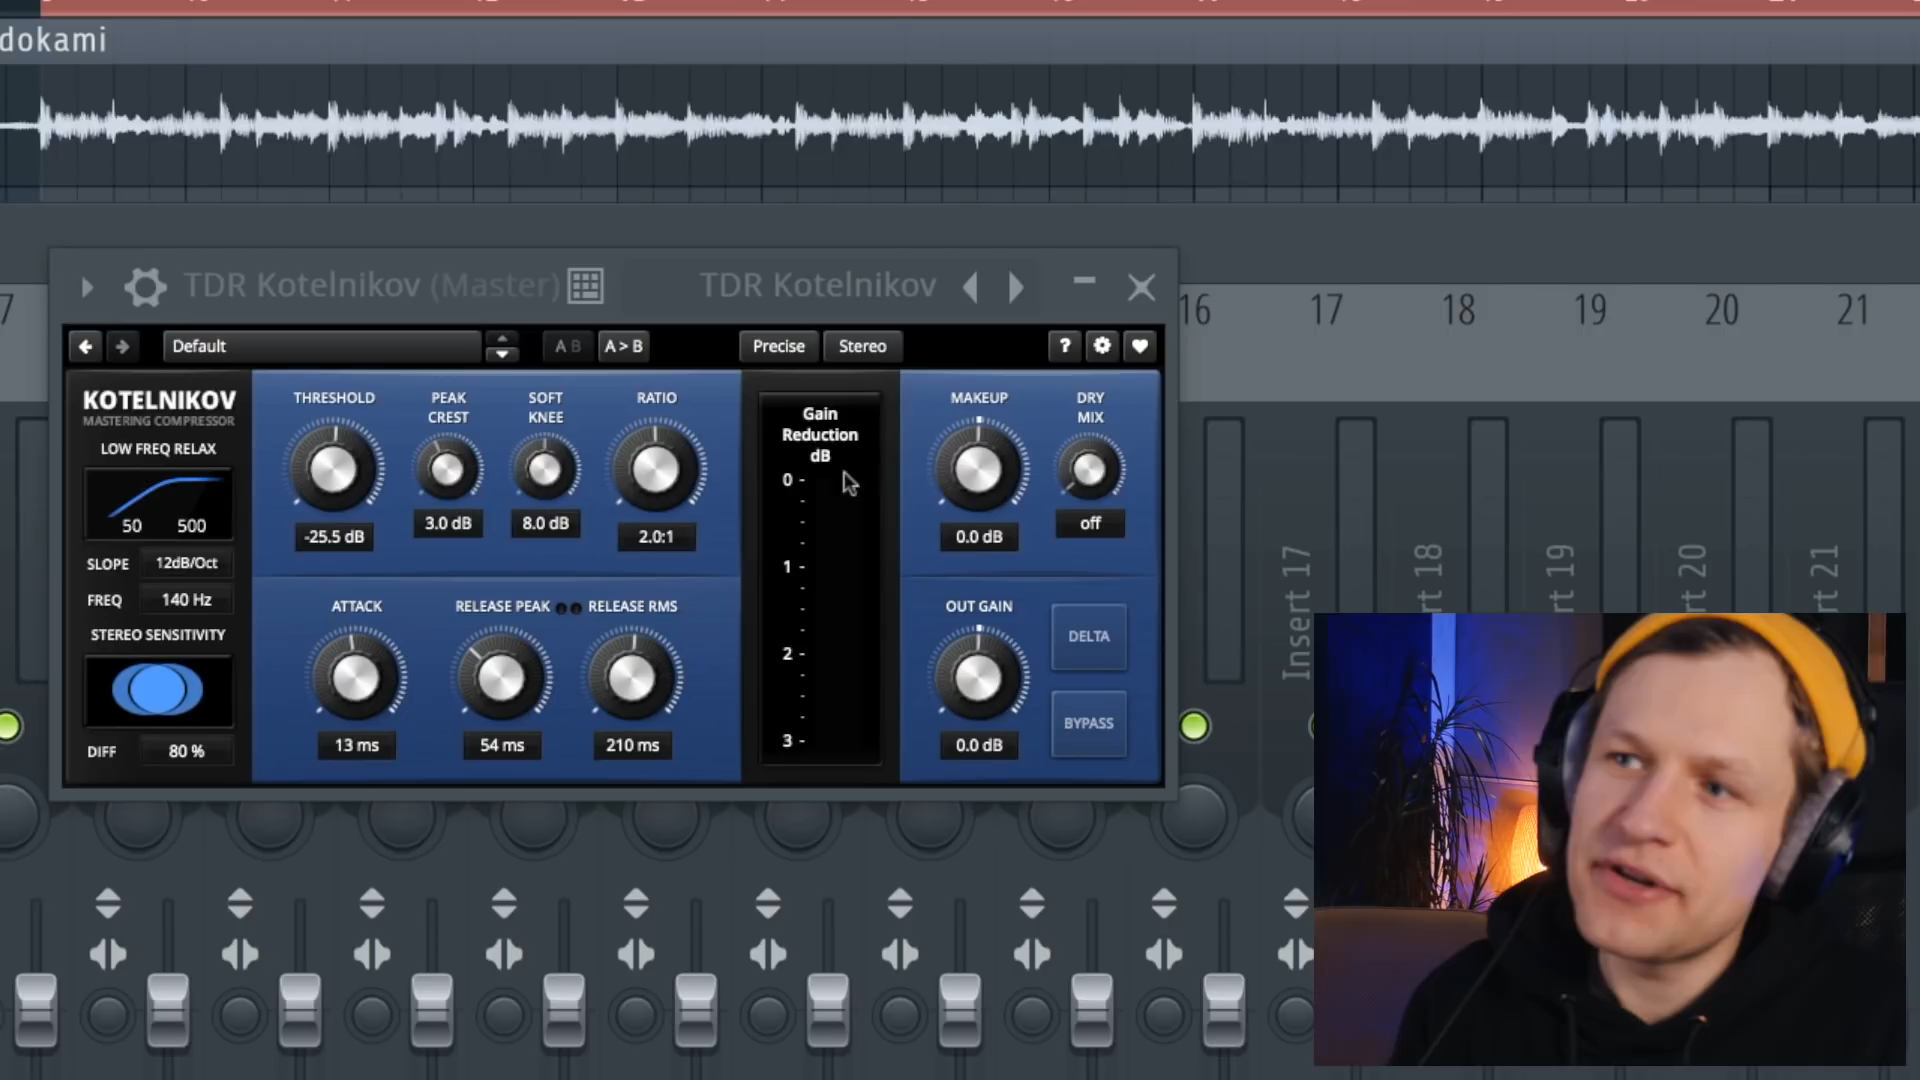 dokami
TDR Kotelnikov (Master)
TDR Kotelnikov
7
16
17
18
19
20
21
Default
A B
A > B
Precise
Stereo
?
KOTELNIKOV
MASTERING COMPRESSOR
LOW FREQ RELAX
50 500
SLOPE 12dB/Oct
FREQ 140 Hz
STEREO SENSITIVITY
DIFF 80 %
THRESHOLD
-25.5 dB
PEAK
CREST
3.0 dB
SOFT
KNEE
8.0 dB
RATIO
2.0:1
ATTACK
13 ms
RELEASE PEAK
54 ms
RELEASE RMS
210 ms
Gain
Reduction
dB
0 -
1 -
2 -
3 -
MAKEUP
0.0 dB
DRY
MIX
off
OUT GAIN
0.0 dB
DELTA
BYPASS
Insert 17
rt 18
rt 19
rt 20
rt 21